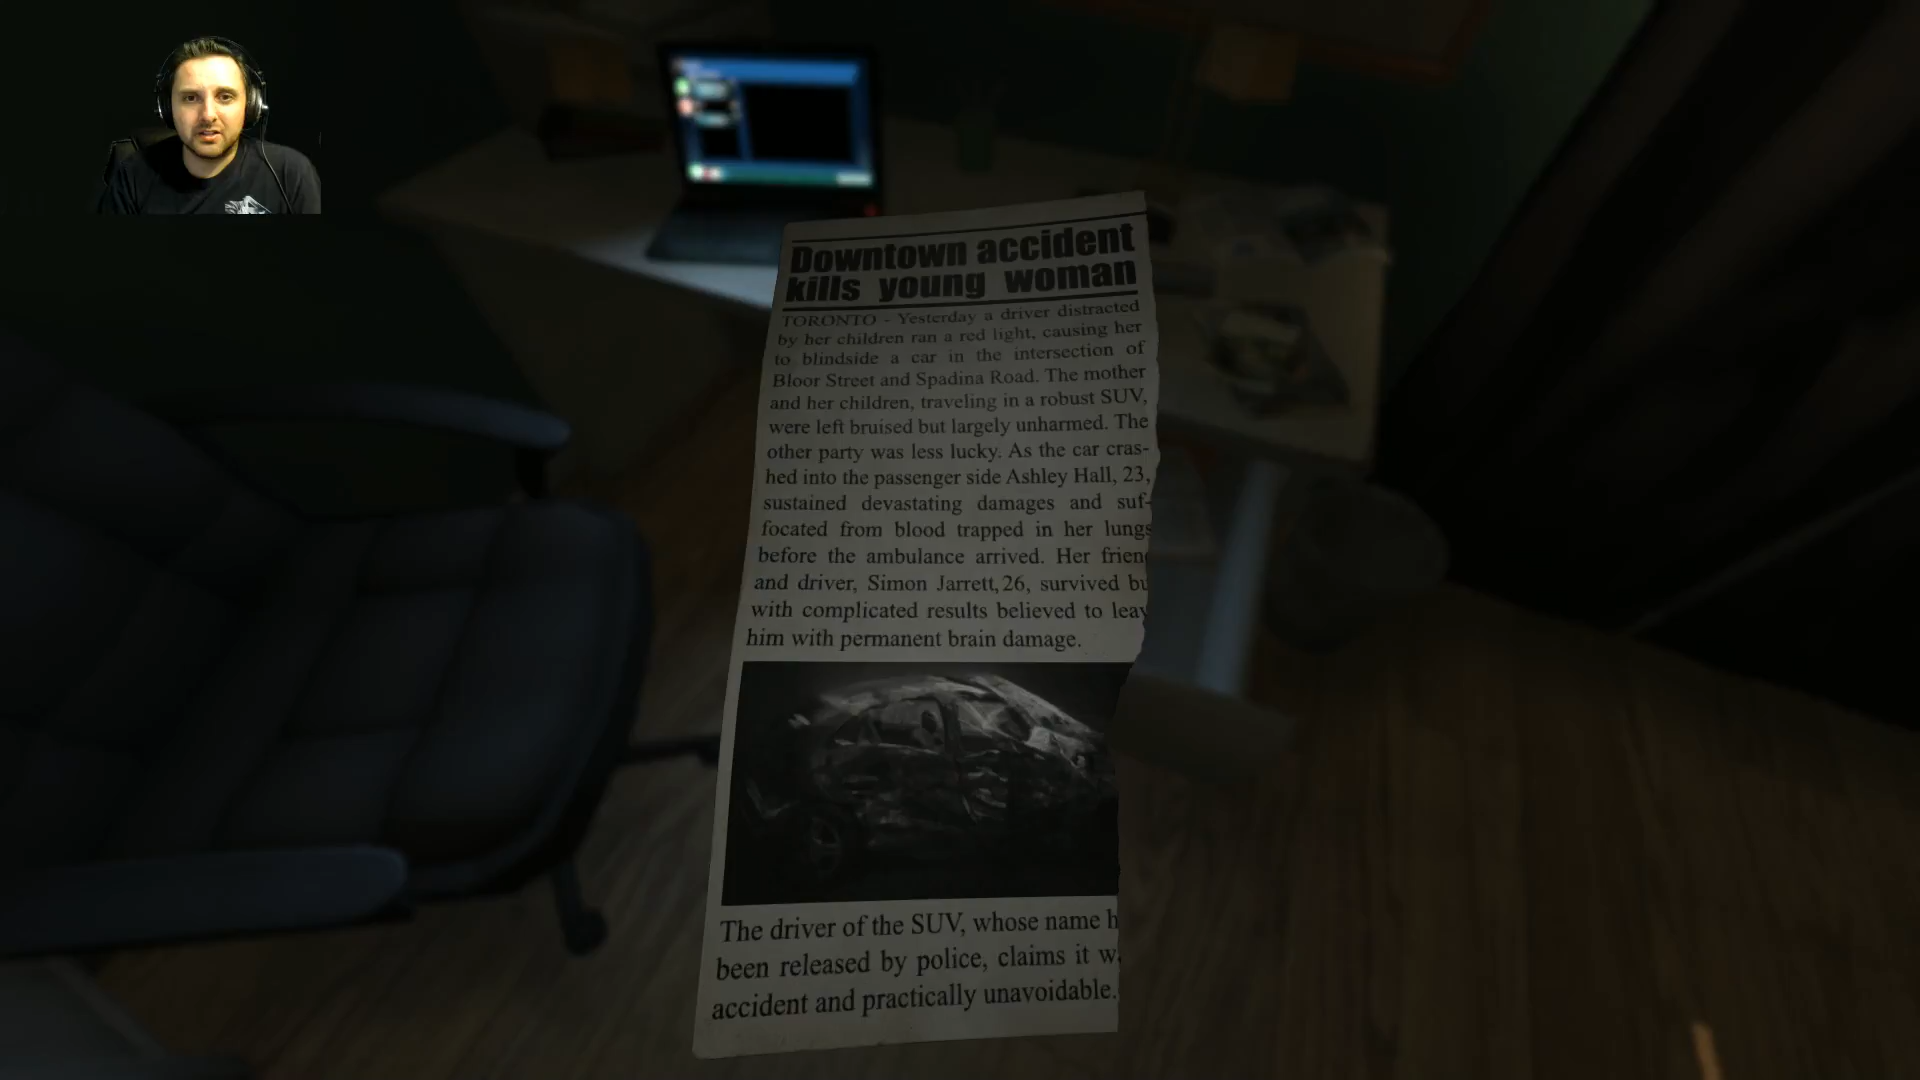 Downtown accident
kills young woman
TORONTO - Yesterday a driver distracted
by her children ran a red light, causing her
to blindside a car in the intersection of
Bloor Street and Spadina Road. The mother
and her children, traveling in a robust SUV,
were left bruised but largely unharmed. The
other party was less lucky. As the car cras-
hed into the passenger side Ashley Hall, 23,
sustained devastating damages and suf-
focated from blood trapped in her lungs
before the ambulance arrived. Her frien
and driver, Simon Jarrett, 26, survived bu
with complicated results believed to leav
him with permanent brain damage.
The driver of the SUV, whose name h
been released by police, claims it w
accident and practically unavoidable.